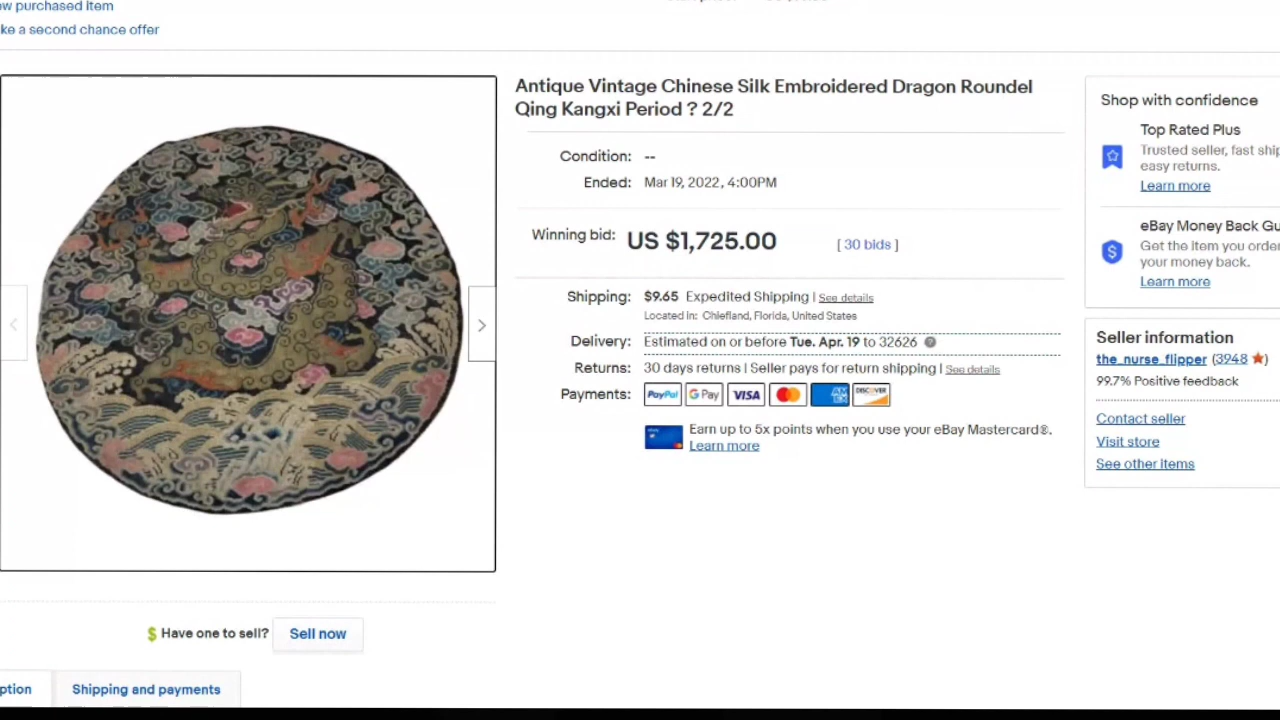 purchased item
a second chance offer
Antique Vintage Chinese Silk Embroidered Dragon Roundel
Qing Kangxi Period ? 2/2
Condition: --
Ended: Mar 19, 2022, 4:00PM
Winning bid: US $1,725.00 [ 30 bids ]
Shipping: $9.65 Expedited Shipping | See details
Located in: Chiefland, Florida, United States
Delivery: Estimated on or before Tue. Apr. 19 to 32626
Returns: 30 days returns | Seller pays for return shipping | See details
Payments: PayPal G Pay VISA AM EX DISCOVER
Earn up to 5x points when you use your eBay Mastercard®.
Learn more
Shop with confidence
Top Rated Plus
Trusted seller, fast ship
easy returns.
Learn more
eBay Money Back Gu
Get the item you order
your money back.
Learn more
Seller information
the_nurse_flipper (3948 ★)
99.7% Positive feedback
Contact seller
Visit store
See other items
$ Have one to sell? Sell now
ption Shipping and payments